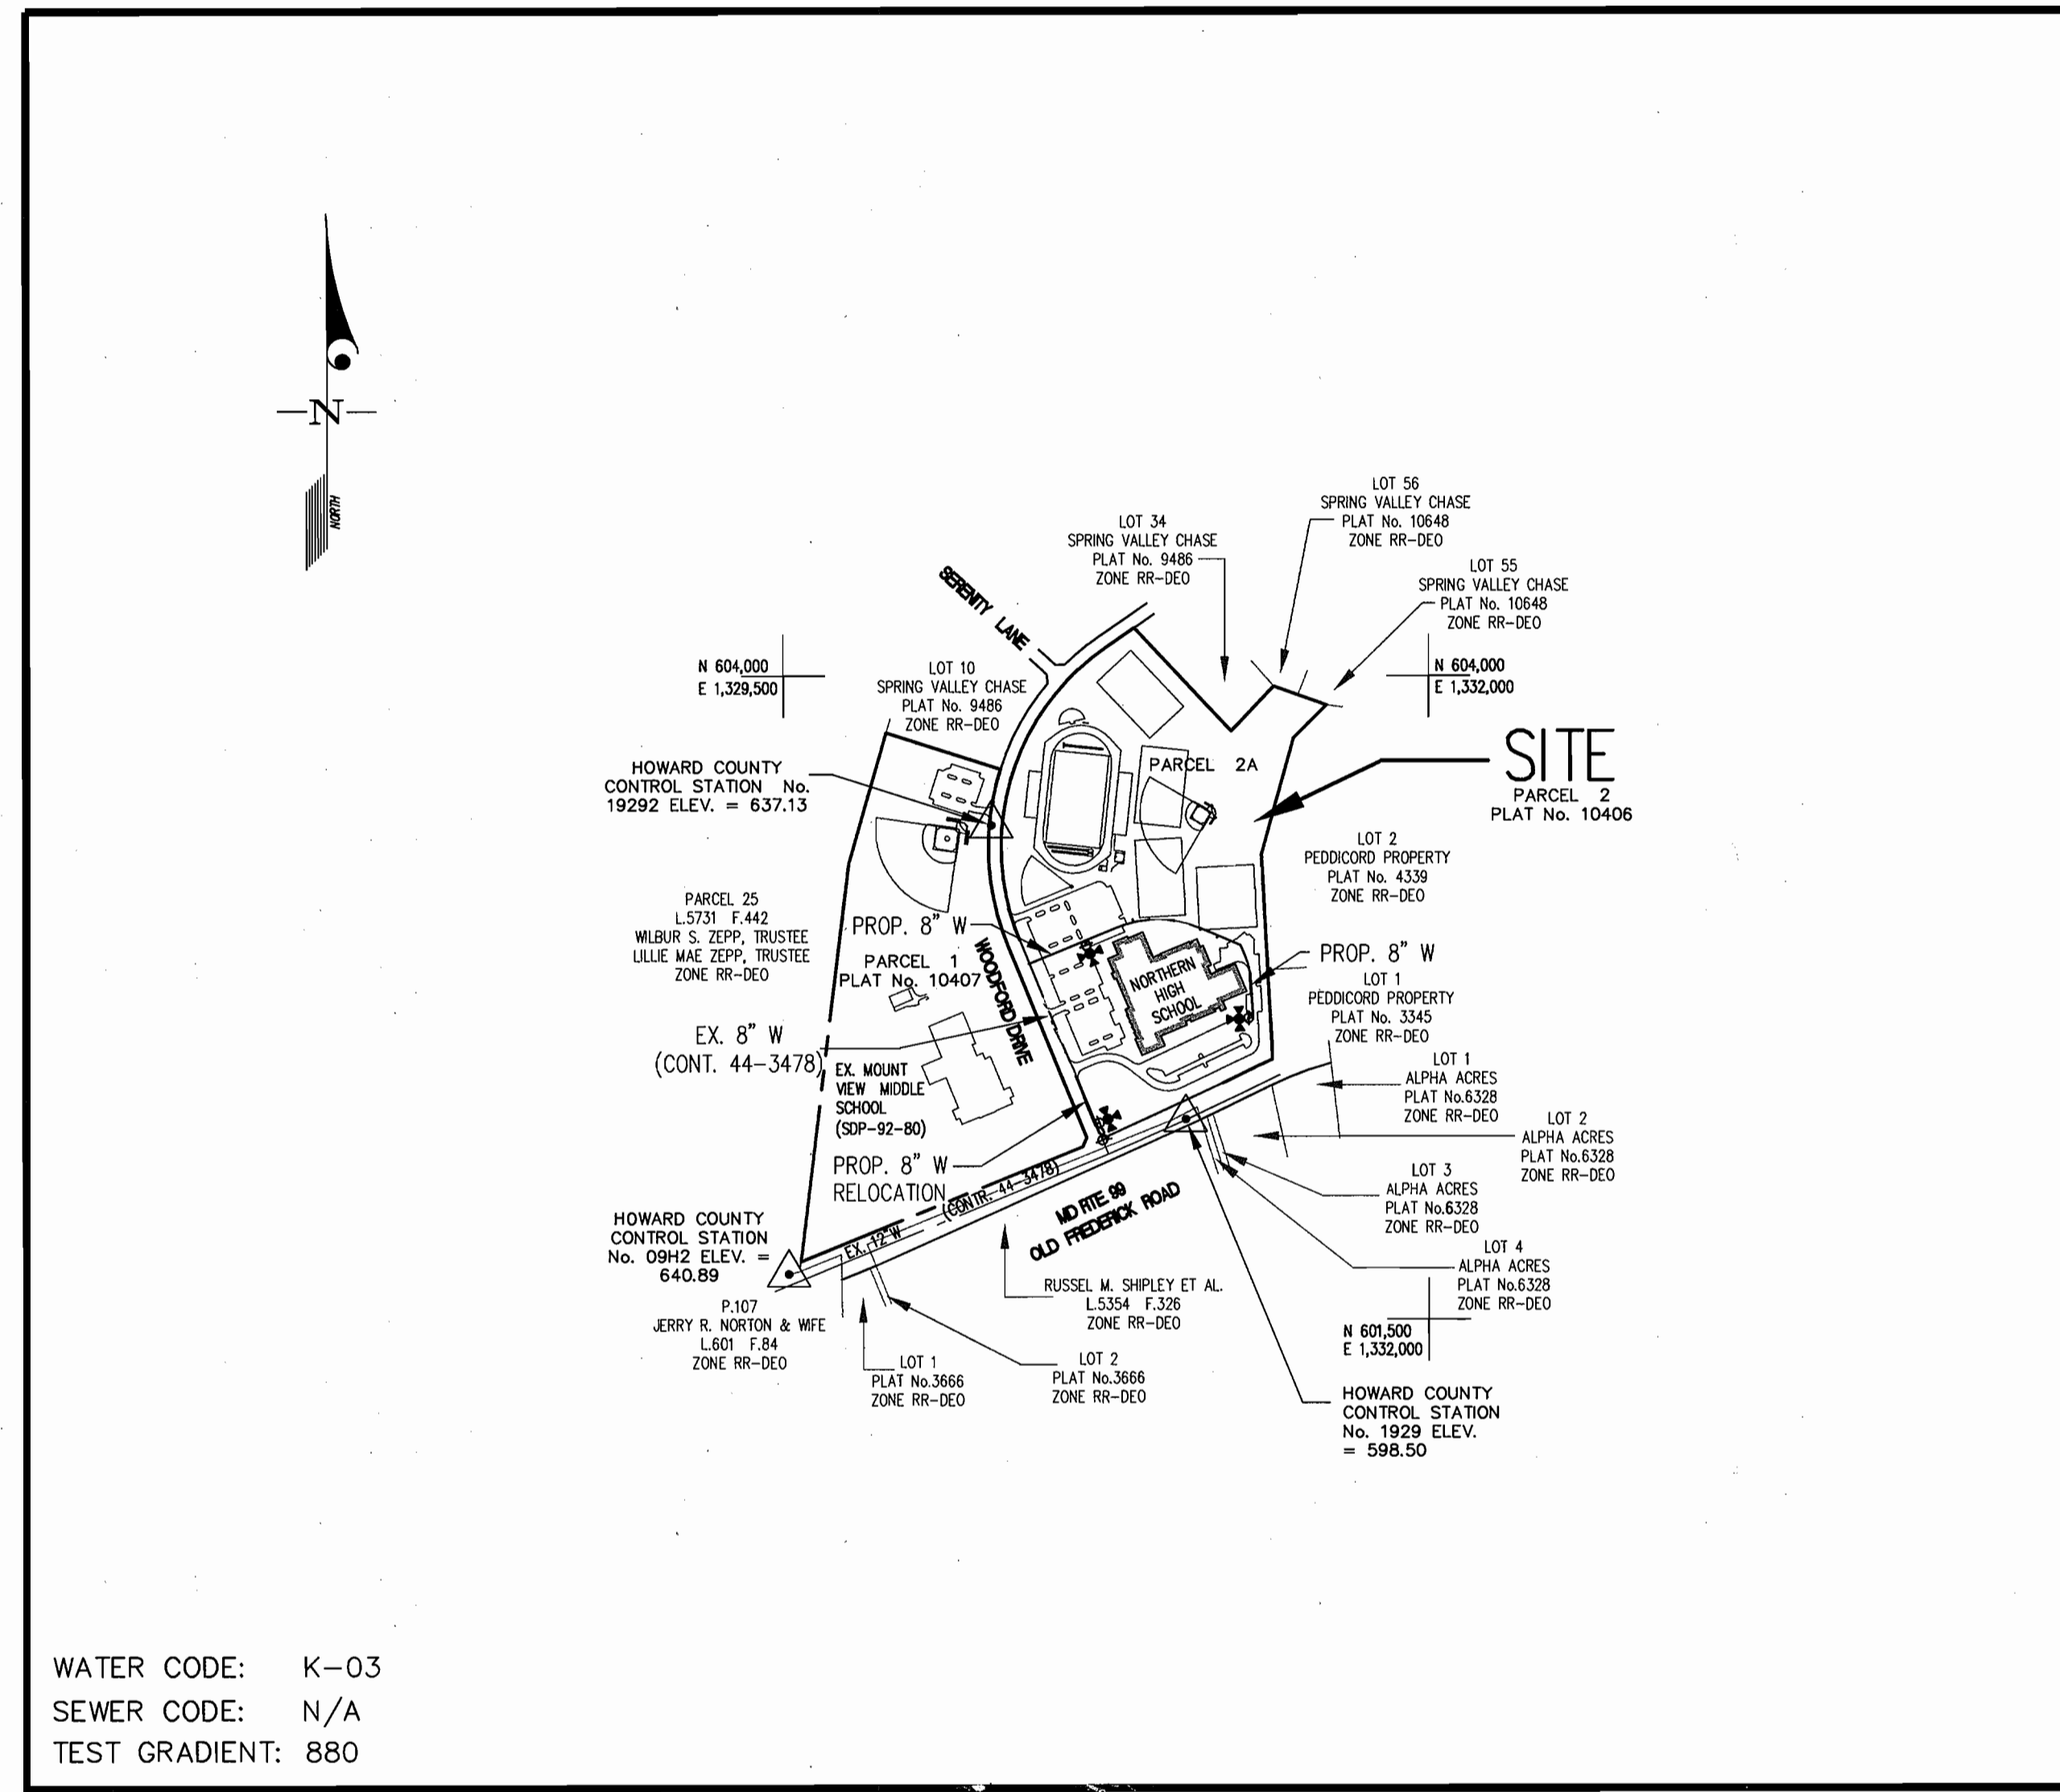 N
NORTH
LOT 56
SPRING VALLEY CHASE
PLAT No. 10648
ZONE RR-DEO
LOT 34
SPRING VALLEY CHASE
PLAT No. 9486
ZONE RR-DEO
LOT 55
SPRING VALLEY CHASE
PLAT No. 10648
ZONE RR-DEO
SERENITY LANE
N 604,000
E 1,329,500
LOT 10
SPRING VALLEY CHASE
PLAT No. 9486
ZONE RR-DEO
N 604,000
E 1,332,000
SITE
PARCEL 2
PLAT No. 10406
PARCEL 2A
HOWARD COUNTY
CONTROL STATION No.
19292 ELEV. = 637.13
LOT 2
PEDDICORD PROPERTY
PLAT No. 4339
ZONE RR-DEO
PARCEL 25
L.5731 F.442
WILBUR S. ZEPP, TRUSTEE
LILLIE MAE ZEPP, TRUSTEE
ZONE RR-DEO
PROP. 8" W
PARCEL 1
PLAT No. 10407
WOODFORD DRIVE
NORTHERN
HIGH
SCHOOL
PROP. 8" W
LOT 1
PEDDICORD PROPERTY
PLAT No. 3345
ZONE RR-DEO
EX. 8" W
(CONT. 44-3478)
EX. MOUNT
VIEW MIDDLE
SCHOOL
(SDP-92-80)
LOT 1
ALPHA ACRES
PLAT No.6328
ZONE RR-DEO
LOT 2
ALPHA ACRES
PLAT No.6328
ZONE RR-DEO
PROP. 8" W
RELOCATION
LOT 3
ALPHA ACRES
PLAT No.6328
ZONE RR-DEO
EX. 12"W
(CONTR. 44-3478)
MD RTE 99
OLD FREDERICK ROAD
HOWARD COUNTY
CONTROL STATION
No. 09H2 ELEV. =
640.89
LOT 4
ALPHA ACRES
PLAT No.6328
ZONE RR-DEO
RUSSEL M. SHIPLEY ET AL.
L.5354 F.326
ZONE RR-DEO
P.107
JERRY R. NORTON & WIFE
L.601 F.84
ZONE RR-DEO
N 601,500
E 1,332,000
LOT 1
PLAT No.3666
ZONE RR-DEO
LOT 2
PLAT No.3666
ZONE RR-DEO
HOWARD COUNTY
CONTROL STATION
No. 1929 ELEV.
= 598.50
WATER CODE: K-03
SEWER CODE: N/A
TEST GRADIENT: 880